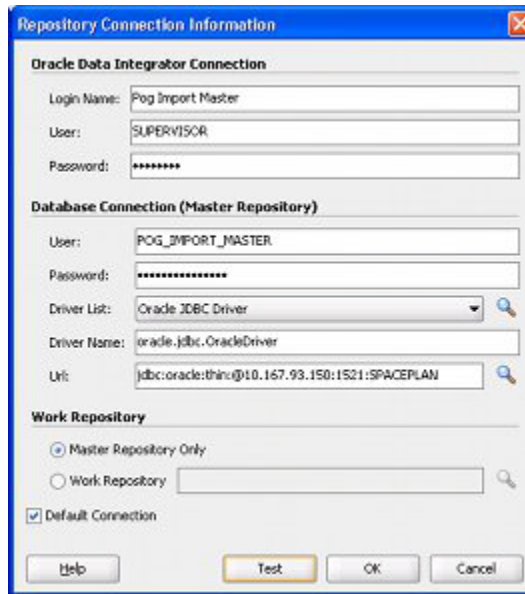 Repository Connection Information
Oracle Data Integrator Connection
Login Name: Pog Import Master
User: SUPERVISOR
Password: ••••••••
Database Connection (Master Repository)
User: POG_IMPORT_MASTER
Password: •••••••••••••••
Driver List: Oracle JDBC Driver
Driver Name: oracle.jdbc.OracleDriver
Url: jdbc:oracle:thin:@10.167.93.150:1521:SPACEPLAN
Work Repository
Master Repository Only
Work Repository
Default Connection
Help Test OK Cancel